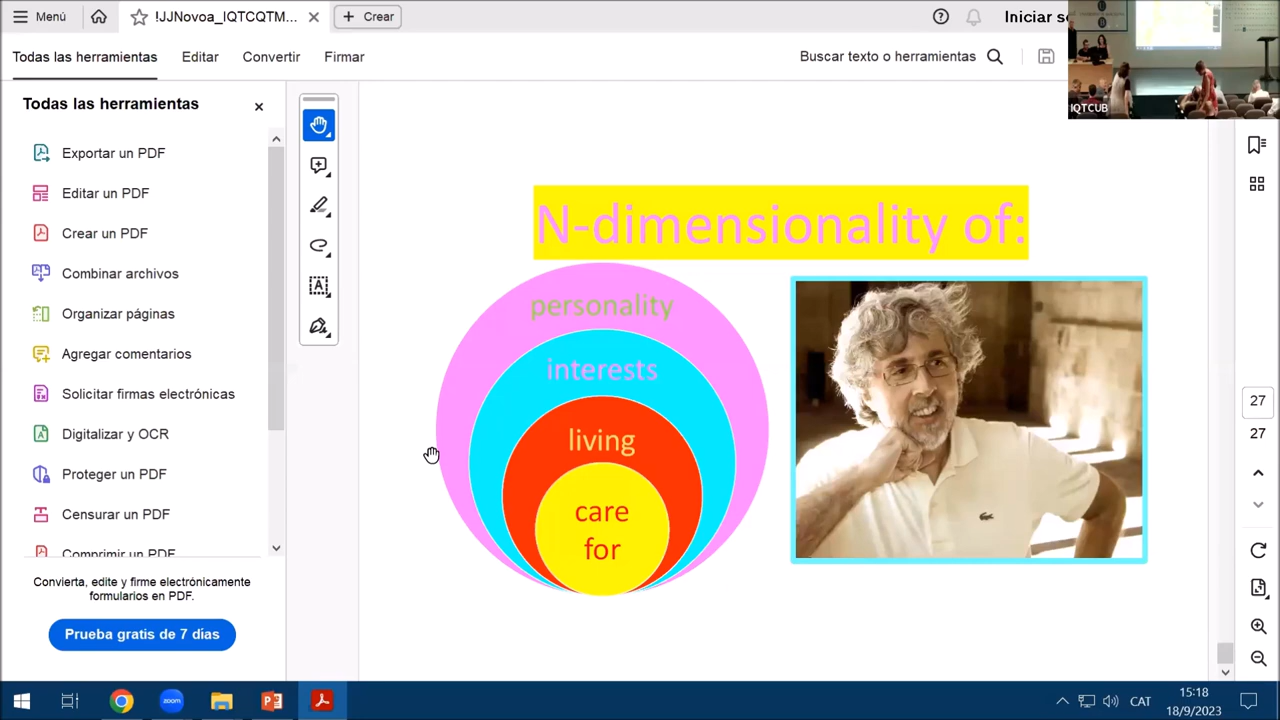 Menú
!JJNovoa_IQTCQTM...
Crear
Iniciar se
Todas las herramientas
Editar
Convertir
Firmar
Buscar texto o herramientas
IQTCUB
Todas las herramientas
Exportar un PDF
Editar un PDF
Crear un PDF
Combinar archivos
Organizar páginas
Agregar comentarios
Solicitar firmas electrónicas
Digitalizar y OCR
Proteger un PDF
Censurar un PDF
Comprimir un PDF
Convierta, edite y firme electrónicamente
formularios en PDF.
Prueba gratis de 7 días
N-dimensionality of:
personality
interests
living
care
for
27
27
zoom
CAT
15:18
18/9/2023